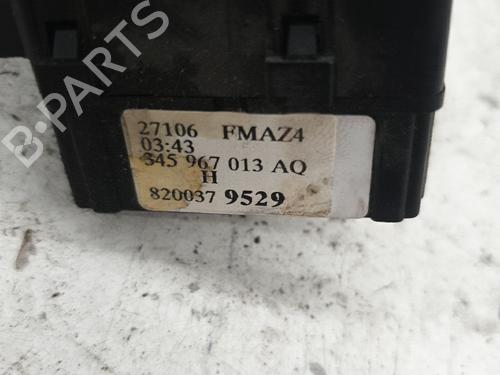 B-PARTS
27106 FMAZ4
03:43
345 967 013 AQ
H
820037 9529